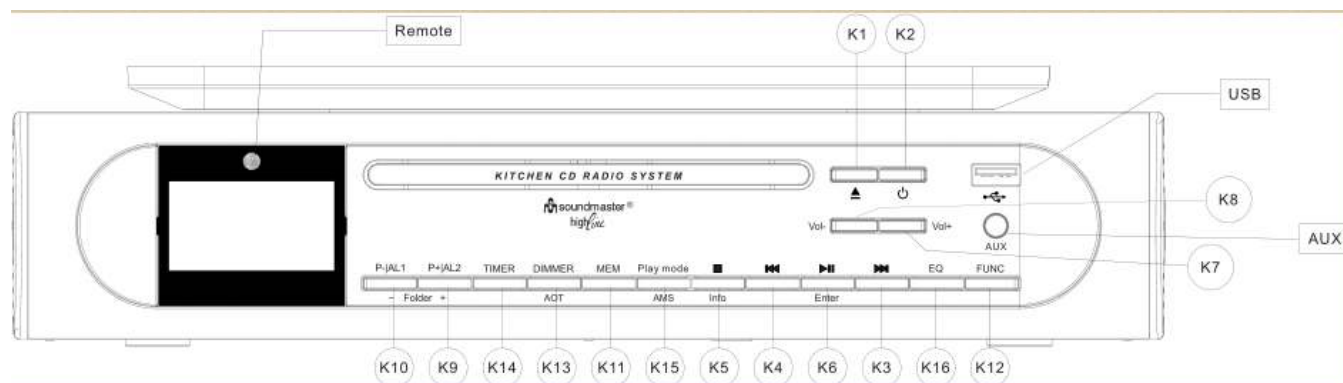 Remote
K1
K2
USB
KITCHEN CD RADIO SYSTEM
soundmaster®
highline
K8
Vol-
Vol+
AUX
AUX
K7
P-|AL1
P+|AL2
TIMER
DIMMER
MEM
Play mode
EQ
FUNC
– Folder +
AOT
AMS
Info
Enter
K10
K9
K14
K13
K11
K15
K5
K4
K6
K3
K16
K12